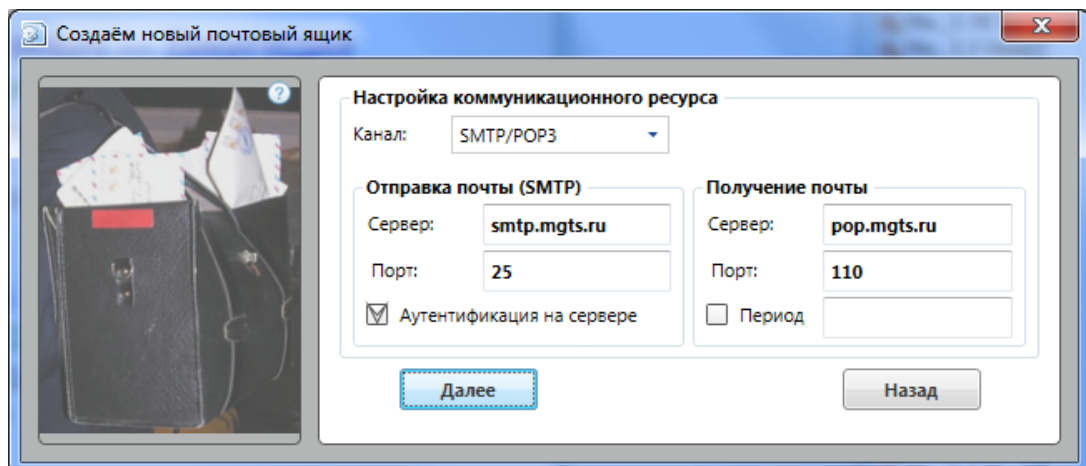 Создаём новый почтовый ящик
x
?
Настройка коммуникационного ресурса
Канал: SMTP/POP3
Отправка почты (SMTP)
Сервер: smtp.mgts.ru
Порт: 25
Аутентификация на сервере
Получение почты
Сервер: pop.mgts.ru
Порт: 110
Период
Далее
Назад